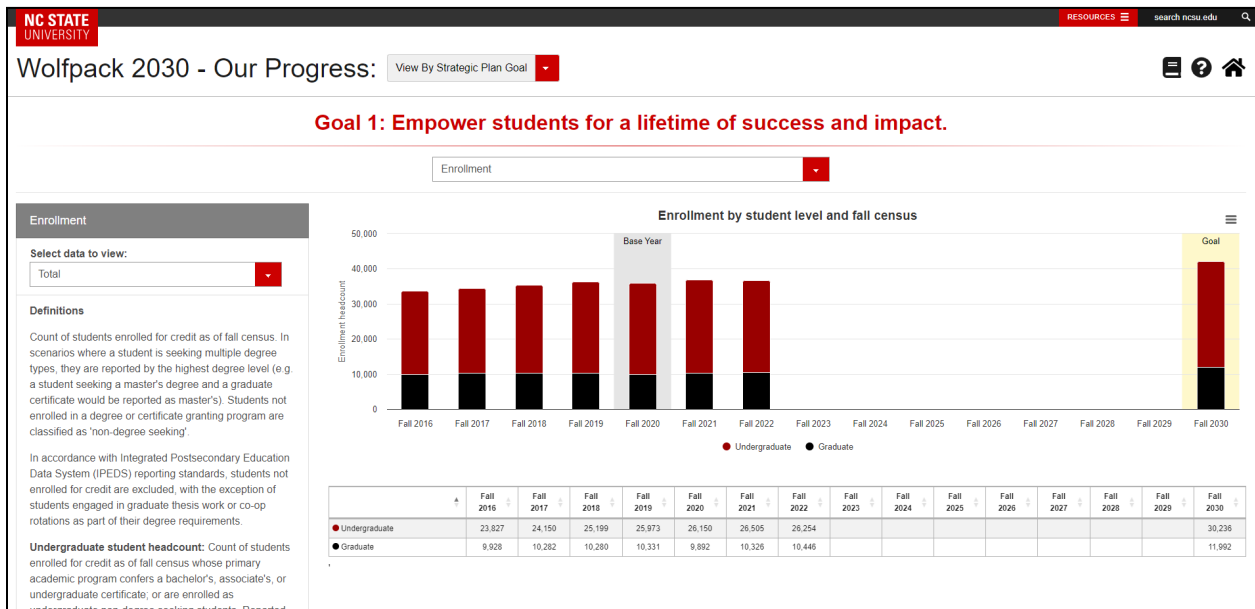 NC STATE
UNIVERSITY
RESOURCES
search ncsu.edu
Wolfpack 2030 - Our Progress:
View By Strategic Plan Goal
Goal 1: Empower students for a lifetime of success and impact.
Enrollment
Enrollment
Select data to view:
Total
Definitions
Count of students enrolled for credit as of fall census. In
scenarios where a student is seeking multiple degree
types, they are reported by the highest degree level (e.g.
a student seeking a master's degree and a graduate
certificate would be reported as master's). Students not
enrolled in a degree or certificate granting program are
classified as 'non-degree seeking'.
In accordance with Integrated Postsecondary Education
Data System (IPEDS) reporting standards, students not
enrolled for credit are excluded, with the exception of
students engaged in graduate thesis work or co-op
rotations as part of their degree requirements.
Undergraduate student headcount: Count of students
enrolled for credit as of fall census whose primary
academic program confers a bachelor's, associate's, or
undergraduate certificate; or are enrolled as
undergraduate non-degree seeking students. Reported
Enrollment by student level and fall census
Enrollment headcount
50,000
40,000
30,000
20,000
10,000
0
Base Year
Goal
Fall 2016 Fall 2017 Fall 2018 Fall 2019 Fall 2020 Fall 2021 Fall 2022 Fall 2023 Fall 2024 Fall 2025 Fall 2026 Fall 2027 Fall 2028 Fall 2029 Fall 2030
Undergraduate Graduate
Fall 2016 Fall 2017 Fall 2018 Fall 2019 Fall 2020 Fall 2021 Fall 2022 Fall 2023 Fall 2024 Fall 2025 Fall 2026 Fall 2027 Fall 2028 Fall 2029 Fall 2030
Undergraduate 23,827 24,150 25,199 25,973 26,150 26,505 26,254 30,236
Graduate 9,928 10,282 10,280 10,331 9,892 10,326 10,446 11,992